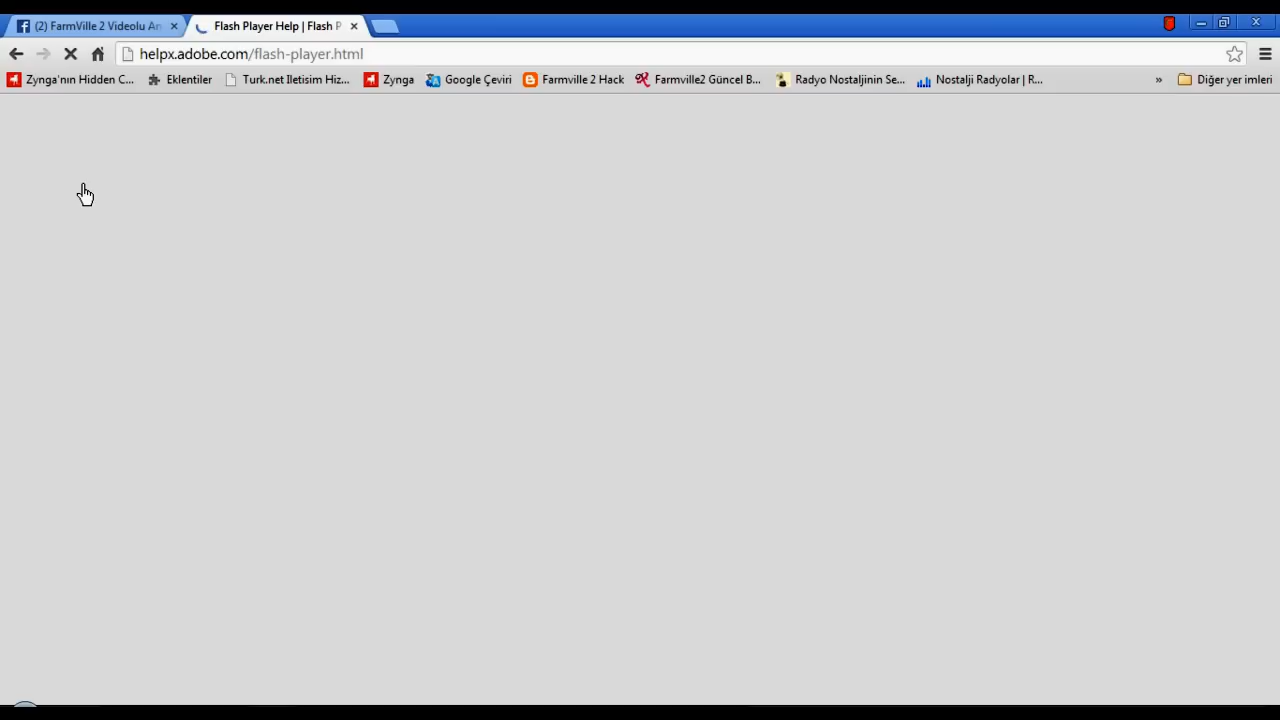 (2) FarmVille 2 Videolu An
Flash Player Help | Flash P
helpx.adobe.com/flash-player.html
Zynga'nın Hidden C...
Eklentiler
Turk.net Iletisim Hiz...
Zynga
Google Çeviri
Farmville 2 Hack
Farmville2 Güncel B...
Radyo Nostaljinin Se...
Nostalji Radyolar | R...
»
Diğer yer imleri